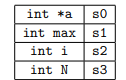 int *a s0
int max s1
int i s2
int N s3